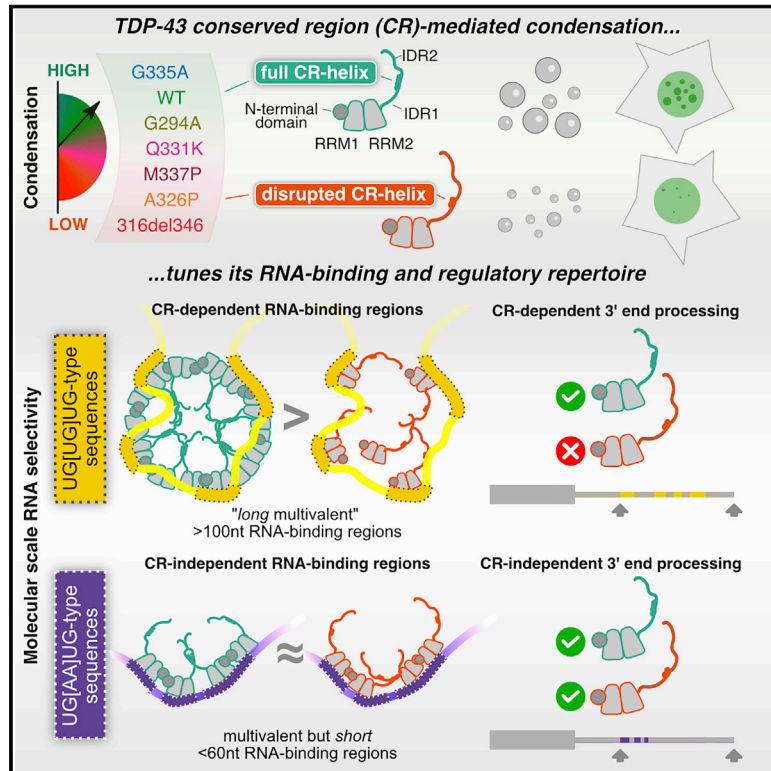 TDP-43 conserved region (CR)-mediated condensation...
HIGH
Condensation
LOW
G335A
WT
G294A
Q331K
M337P
A326P
316del346
full CR-helix
IDR2
N-terminal
domain
IDR1
RRM1 RRM2
disrupted CR-helix
...tunes its RNA-binding and regulatory repertoire
Molecular scale RNA selectivity
UG[UG]UG-type
sequences
CR-dependent RNA-binding regions
>
"long multivalent"
>100nt RNA-binding regions
CR-dependent 3' end processing
UG[AA]UG-type
sequences
CR-independent RNA-binding regions
≈
multivalent but short
<60nt RNA-binding regions
CR-independent 3' end processing